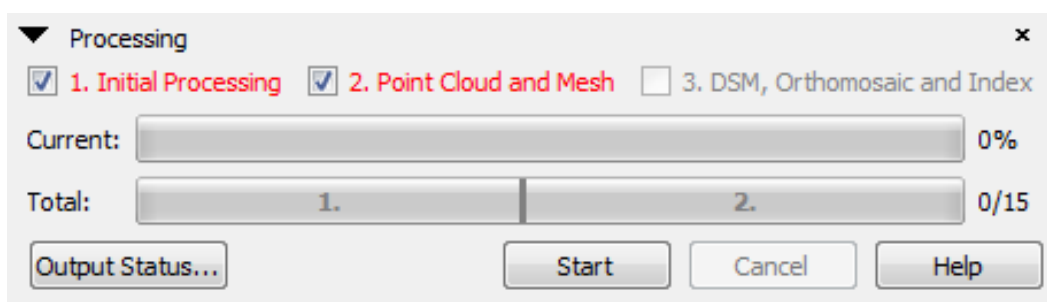 Processing x
1. Initial Processing 2. Point Cloud and Mesh 3. DSM, Orthomosaic and Index
Current: 0%
Total: 1. 2. 0/15
Output Status... Start Cancel Help